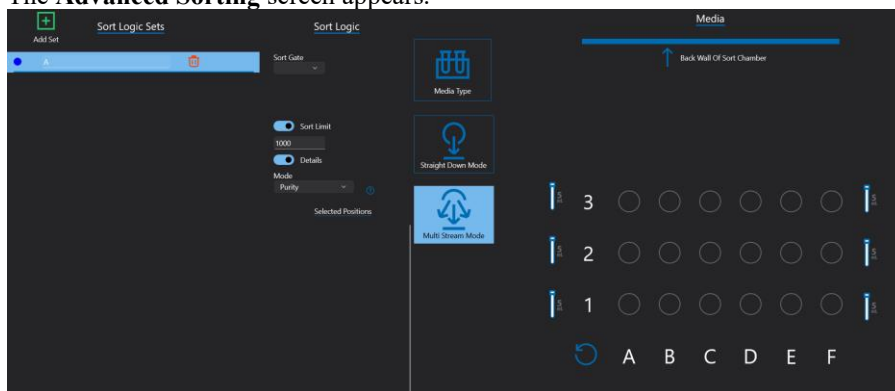 The Advanced Sorting screen appears.
Add Set
Sort Logic Sets
A
Sort Logic
Sort Gate
Sort Limit
1000
Details
Mode
Purity
Selected Positions
Media Type
Straight Down Mode
Multi Stream Mode
Media
Back Wall Of Sort Chamber
3
2
1
A B C D E F